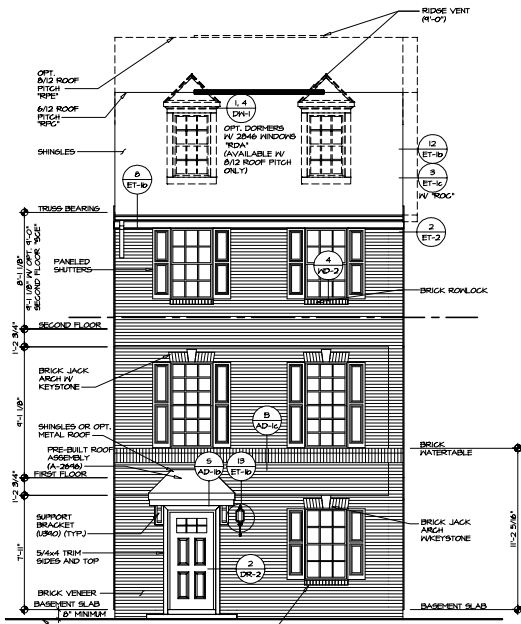 RIDGE VENT
(9'-0")
OPT.
8/12 ROOF
PITCH
"RPE"
6/12 ROOF
PITCH
"RPC"
1, 4
DW-1
OPT. DORMERS
W/ 2846 WINDOWS
"RDA"
(AVAILABLE W/
8/12 ROOF PITCH
ONLY)
SHINGLES
12
ET-1b
3
ET-1c
W/ "ROC"
8
ET-1b
TRUSS BEARING
2
ET-2
8'-1 1/8"
9'-1 1/8" W/ OPT. 9'-0"
SECOND FLOOR "SCE"
PANELED
SHUTTERS
4
WD-2
BRICK ROWLOCK
SECOND FLOOR
1'-2 3/4"
BRICK JACK
ARCH W/
KEYSTONE
9'-1 1/8"
B
AD-1c
SHINGLES OR OPT.
METAL ROOF
PRE-BUILT ROOF
ASSEMBLY
(A-2696)
5
AD-1b
13
ET-1b
BRICK
WATERTABLE
FIRST FLOOR
1'-2 3/4"
SUPPORT
BRACKET
(U390) (TYP.)
BRICK JACK
ARCH
W/KEYSTONE
11'-2 5/16"
7'-11"
5/4x4 TRIM
SIDES AND TOP
2
DR-2
BRICK VENEER
BASEMENT SLAB
BASEMENT SLAB
8" MINIMUM